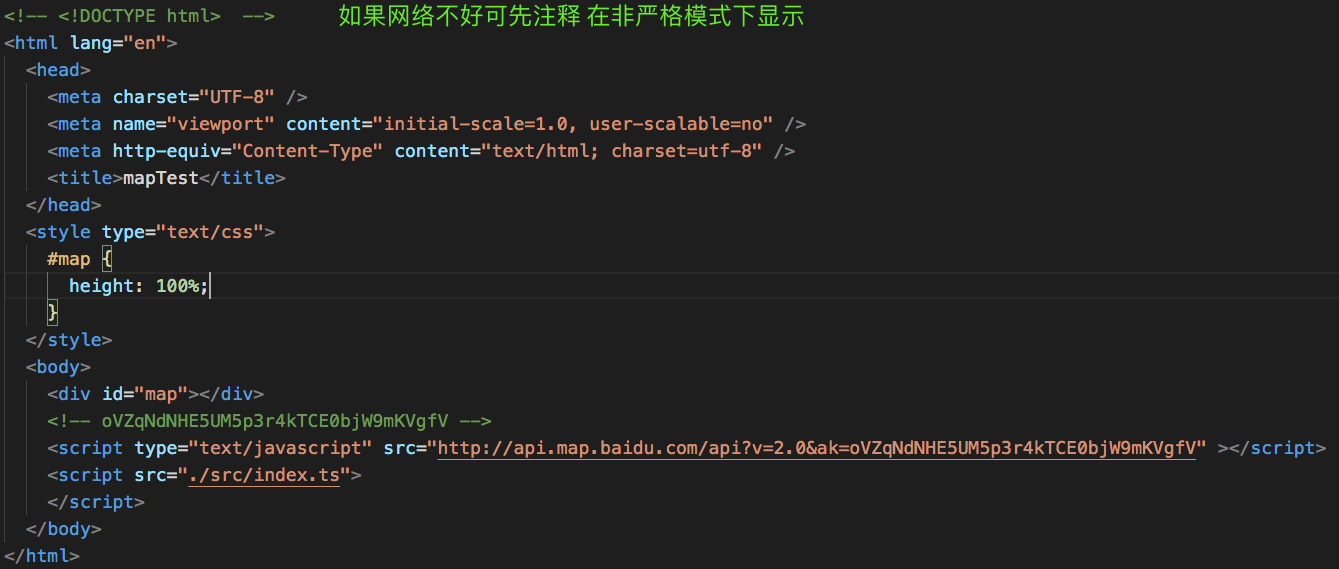 <!-- <!DOCTYPE html>  --> 如果网络不好可先注释 在非严格模式下显示
<html lang="en">
<head>
<meta charset="UTF-8" />
<meta name="viewport" content="initial-scale=1.0, user-scalable=no" />
<meta http-equiv="Content-Type" content="text/html; charset=utf-8" />
<title>mapTest</title>
</head>
<style type="text/css">
#map {
height: 100%;
}
</style>
<body>
<div id="map"></div>
<!-- oVZqNdNHE5UM5p3r4kTCE0bjW9mKVgfV -->
<script type="text/javascript" src="http://api.map.baidu.com/api?v=2.0&ak=oVZqNdNHE5UM5p3r4kTCE0bjW9mKVgfV" ></script>
<script src="./src/index.ts">
</script>
</body>
</html>